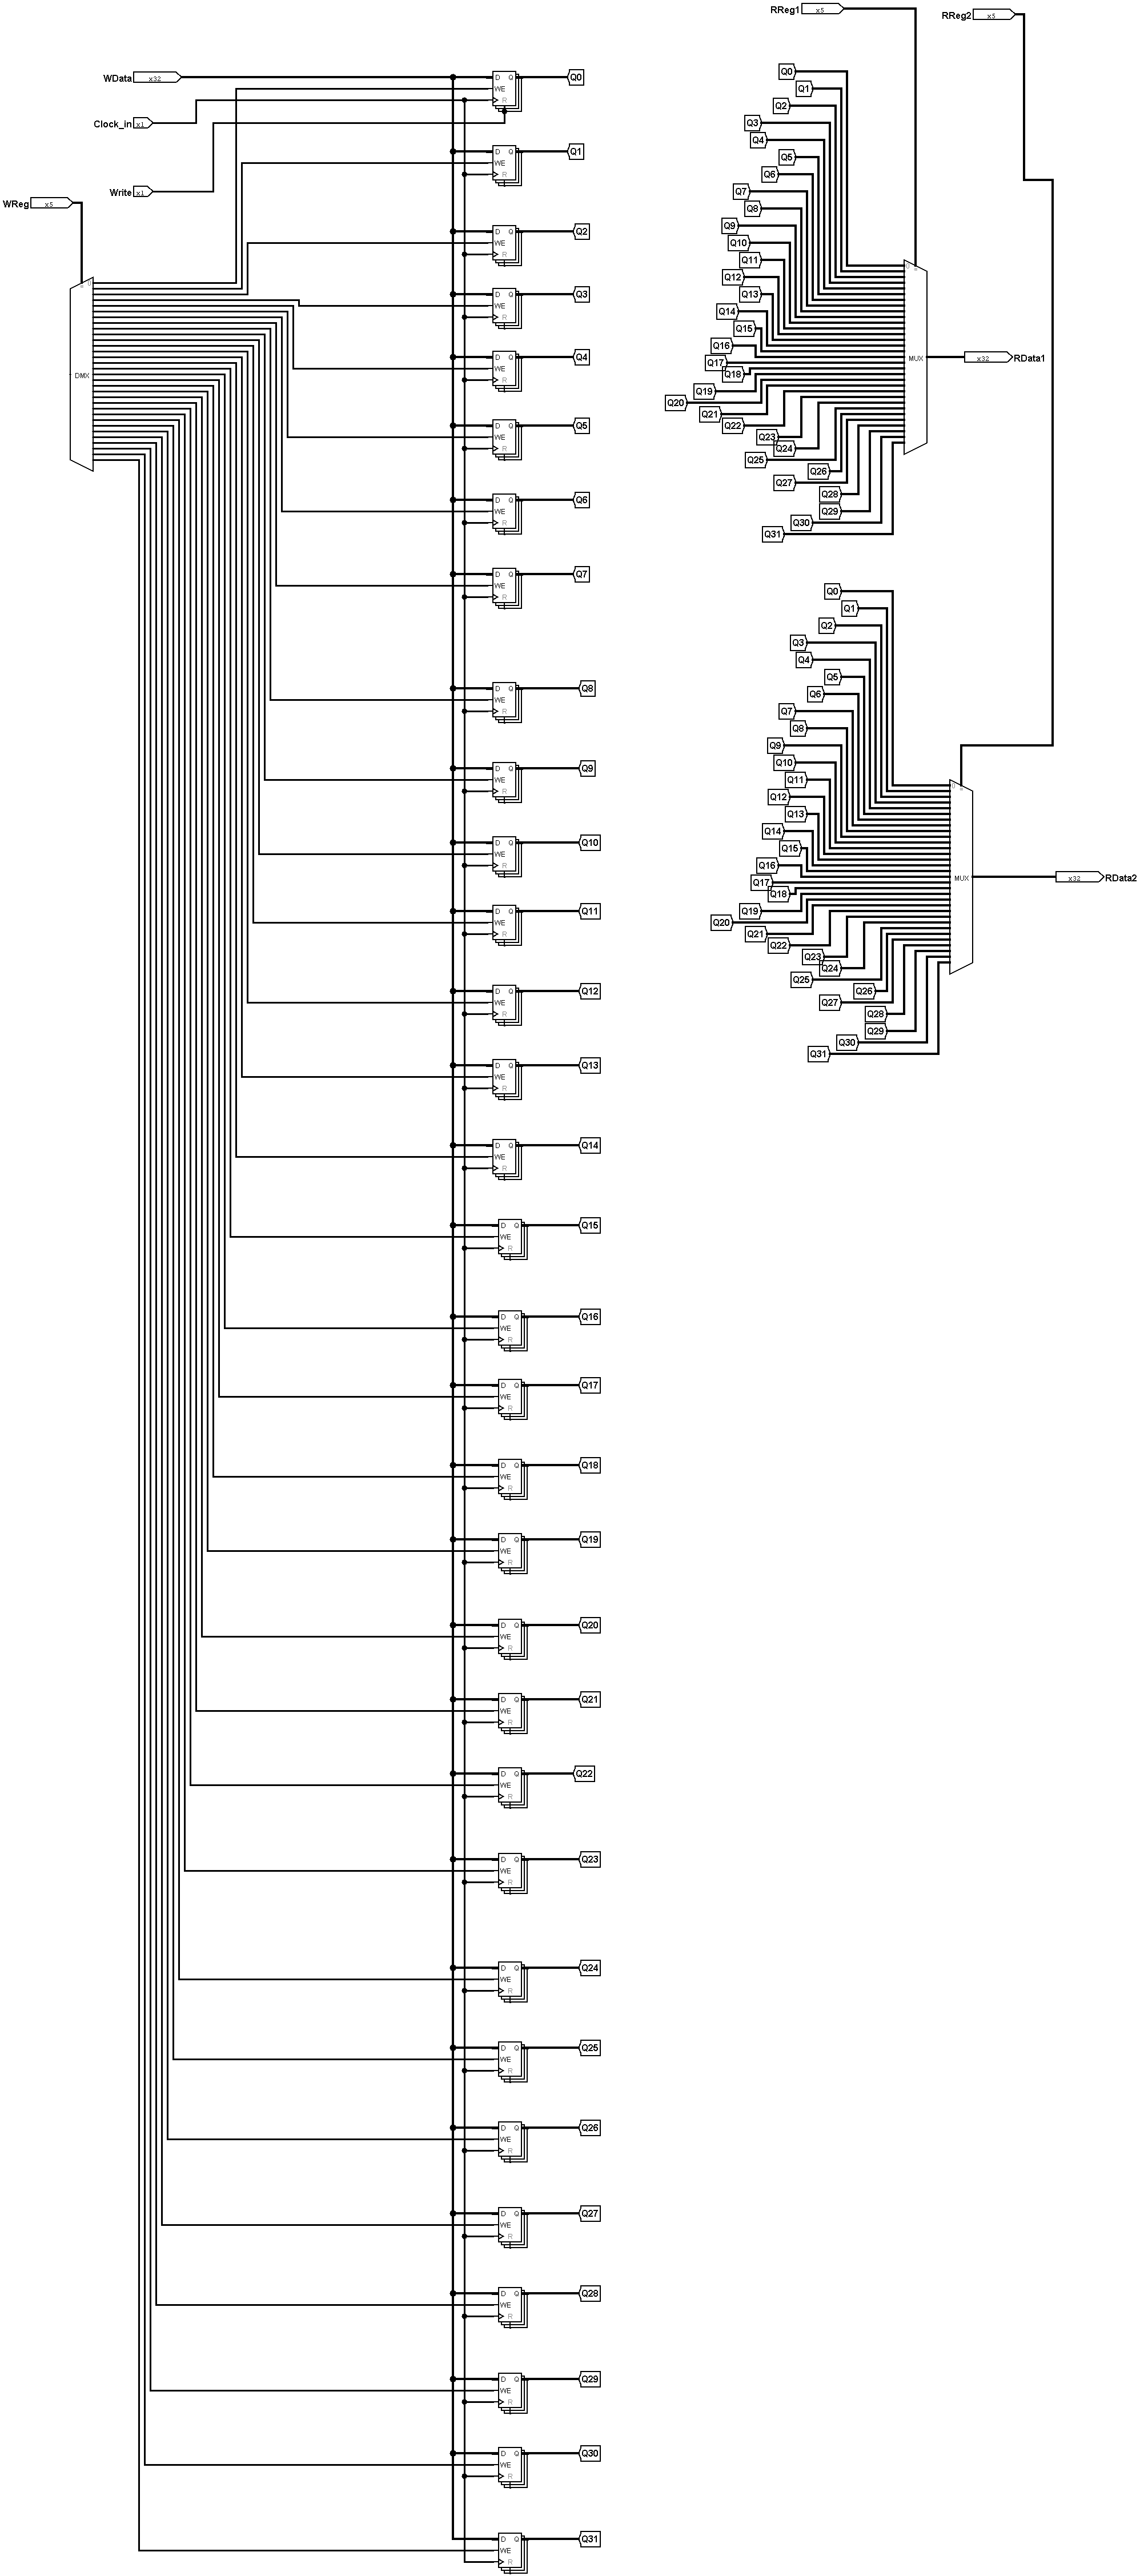 RReg1 x5
RReg2 x5
WData x32
Clock_in x1
Write x1
WReg x5
DMX
0
D Q WE R Q0
D Q WE R Q1
D Q WE R Q2
D Q WE R Q3
D Q WE R Q4
D Q WE R Q5
D Q WE R Q6
D Q WE R Q7
D Q WE R Q8
D Q WE R Q9
D Q WE R Q10
D Q WE R Q11
D Q WE R Q12
D Q WE R Q13
D Q WE R Q14
D Q WE R Q15
D Q WE R Q16
D Q WE R Q17
D Q WE R Q18
D Q WE R Q19
D Q WE R Q20
D Q WE R Q21
D Q WE R Q22
D Q WE R Q23
D Q WE R Q24
D Q WE R Q25
D Q WE R Q26
D Q WE R Q27
D Q WE R Q28
D Q WE R Q29
D Q WE R Q30
D Q WE R Q31
Q0
Q1
Q2
Q3
Q4
Q5
Q6
Q7
Q8
Q9
Q10
Q11
Q12
Q13
Q14
Q15
Q16
Q17
Q18
Q19
Q20
Q21
Q22
Q23
Q24
Q25
Q26
Q27
Q28
Q29
Q30
Q31
0
MUX
x32 RData1
Q0
Q1
Q2
Q3
Q4
Q5
Q6
Q7
Q8
Q9
Q10
Q11
Q12
Q13
Q14
Q15
Q16
Q17
Q18
Q19
Q20
Q21
Q22
Q23
Q24
Q25
Q26
Q27
Q28
Q29
Q30
Q31
0
MUX
x32 RData2